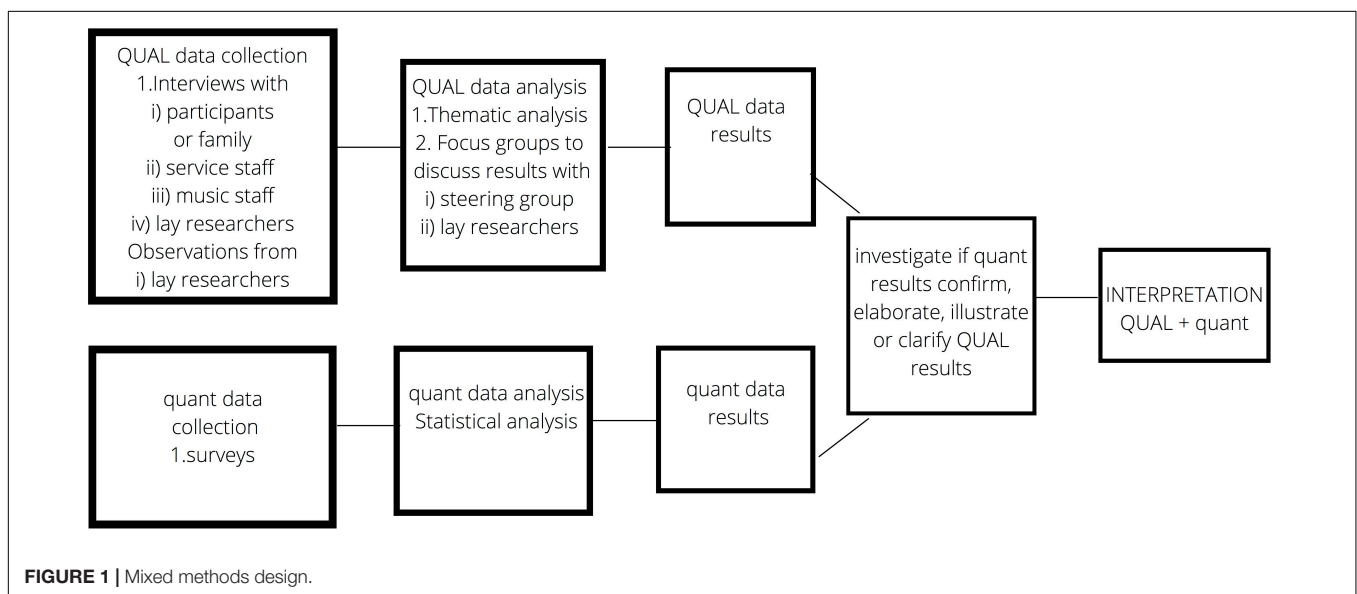 QUAL data collection
1.Interviews with
i) participants
or family
ii) service staff
iii) music staff
iv) lay researchers
Observations from
i) lay researchers
QUAL data analysis
1.Thematic analysis
2. Focus groups to
discuss results with
i) steering group
ii) lay researchers
QUAL data
results
quant data
collection
1.surveys
quant data analysis
Statistical analysis
quant data
results
investigate if quant
results confirm,
elaborate, illustrate
or clarify QUAL
results
INTERPRETATION
QUAL + quant
FIGURE 1 | Mixed methods design.